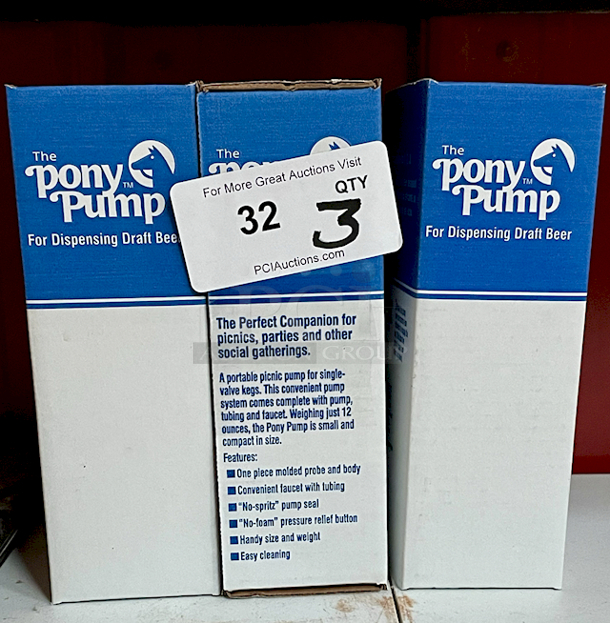 The
pony
Pump™
For Dispensing Draft Bee
The
For More Great Auctions Visit
32
QTY
3
PCIAuctions.com
The Perfect Companion for
picnics, parties and other
social gatherings.
A portable picnic pump for single-
valve kegs. This convenient pump
system comes complete with pump,
tubing and faucet. Weighing just 12
ounces, the Pony Pump is small and
compact in size.
Features:
■ One piece molded probe and body
■ Convenient faucet with tubing
■ "No-spritz" pump seal
■ "No-foam" pressure relief button
■ Handy size and weight
■ Easy cleaning
The
pony
Pump™
For Dispensing Draft Beer